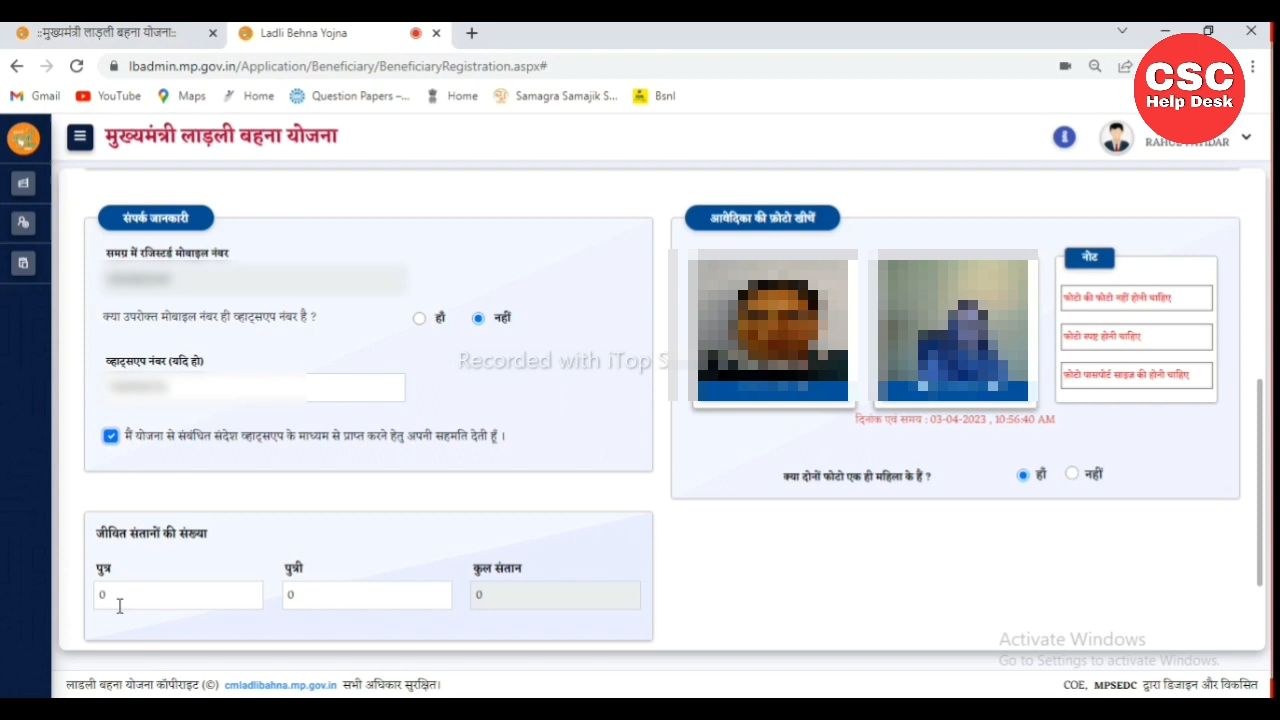 ::मुख्यमंत्री लाड़ली बहना योजना::
Ladli Behna Yojna
lbadmin.mp.gov.in/Application/Beneficiary/BeneficiaryRegistration.aspx#
Gmail YouTube Maps Home Question Papers –... Home Samagra Samajik S... Bsnl
CSC
Help Desk
मुख्यमंत्री लाड़ली बहना योजना
संपर्क जानकारी
समग्र में रजिस्टर्ड मोबाइल नंबर
क्या उपरोक्त मोबाइल नंबर ही व्हाट्सएप नंबर है ?
हाँ नहीं
व्हाट्सएप नंबर (यदि हो)
मैं योजना से संबंधित संदेश व्हाट्सएप के माध्यम से प्राप्त करने हेतु अपनी सहमति देती हूँ ।
आवेदिका की फ़ोटो खीचें
नोट
फोटो की फोटो नहीं होनी चाहिए
फोटो स्पष्ट होनी चाहिए
फ़ोटो पासपोर्ट साइज की होनी चाहिए
दिनांक एवं समय : 03-04-2023 , 10:56:40 AM
क्या दोनों फोटो एक ही महिला के हैं ?
हाँ नहीं
Recorded with iTop S
जीवित संतानों की संख्या
पुत्र पुत्री कुल संतान
0 0 0
Activate Windows
Go to Settings to activate Windows.
लाडली बहना योजना कॉपीराइट (©) cmladlibahna.mp.gov.in सभी अधिकार सुरक्षित।
COE, MPSEDC द्वारा डिजाइन और विकसित